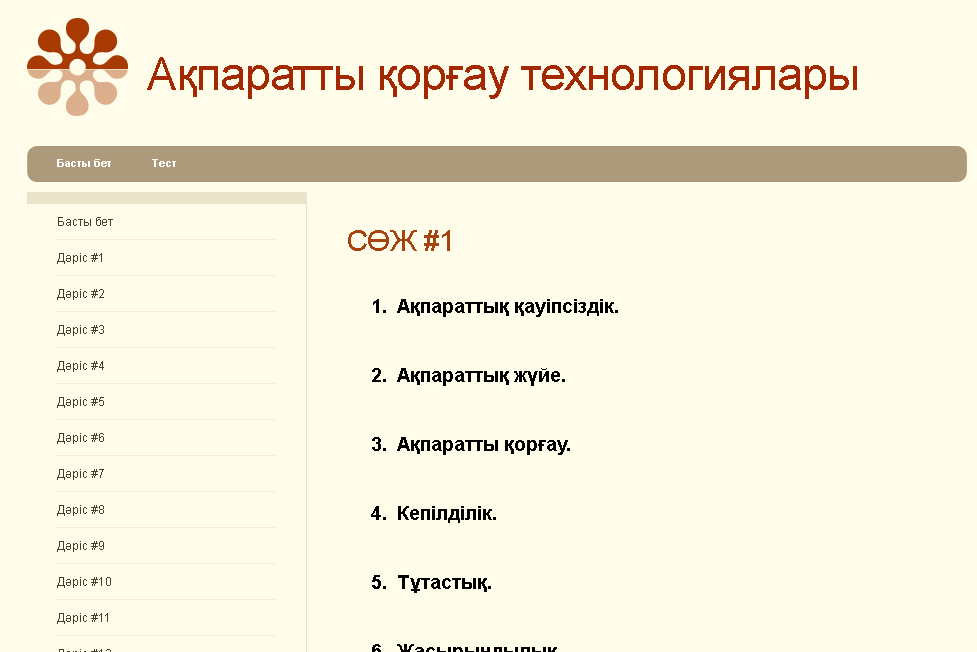 Ақпаратты қорғау технологиялары
Басты бет
Тест
Басты бет
Дәріс #1
Дәріс #2
Дәріс #3
Дәріс #4
Дәріс #5
Дәріс #6
Дәріс #7
Дәріс #8
Дәріс #9
Дәріс #10
Дәріс #11
СӨЖ #1
1. Ақпараттық қауіпсіздік.
2. Ақпараттық жүйе.
3. Ақпаратты қорғау.
4. Кепілділік.
5. Тұтастық.
6. Жасырындылық